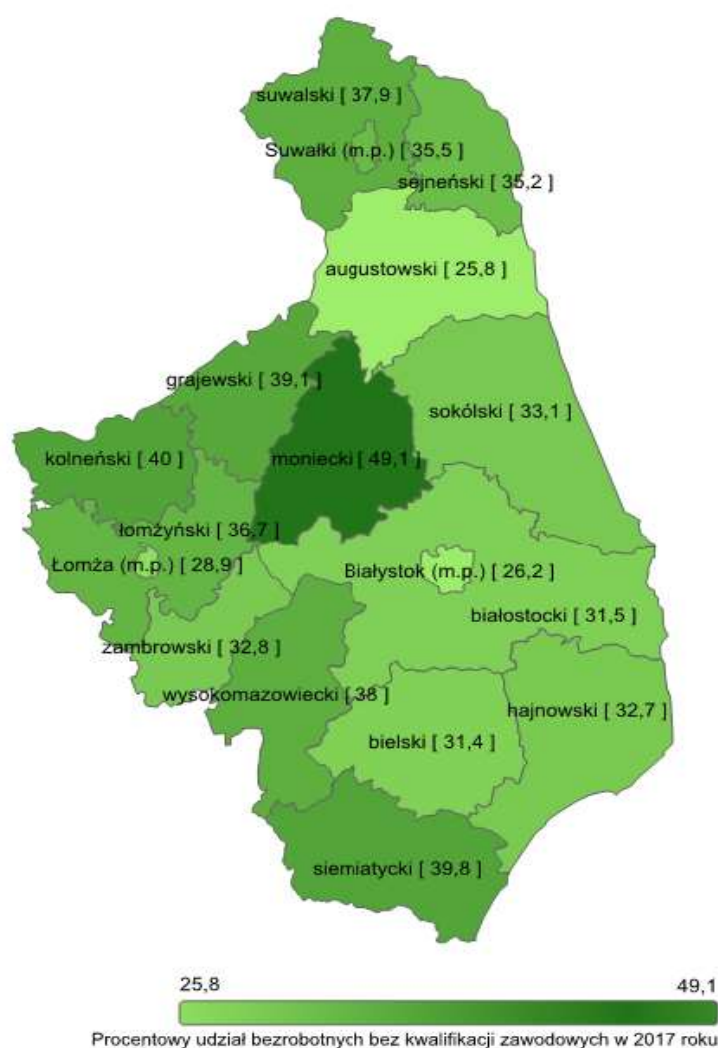 suwalski [ 37,9 ]
Suwałki (m.p.) [ 35,5 ]
sejneński [ 35,2 ]
augustowski [ 25,8 ]
grajewski [ 39,1 ]
sokólski [ 33,1 ]
kolneński [ 40 ]
moniecki [ 49,1 ]
łomżyński [ 36,7 ]
Łomża (m.p.) [ 28,9 ]
Białystok (m.p.) [ 26,2 ]
białostocki [ 31,5 ]
zambrowski [ 32,8 ]
wysokomazowiecki [ 38 ]
hajnowski [ 32,7 ]
bielski [ 31,4 ]
siemiatycki [ 39,8 ]
25,8 49,1
Procentowy udział bezrobotnych bez kwalifikacji zawodowych w 2017 roku